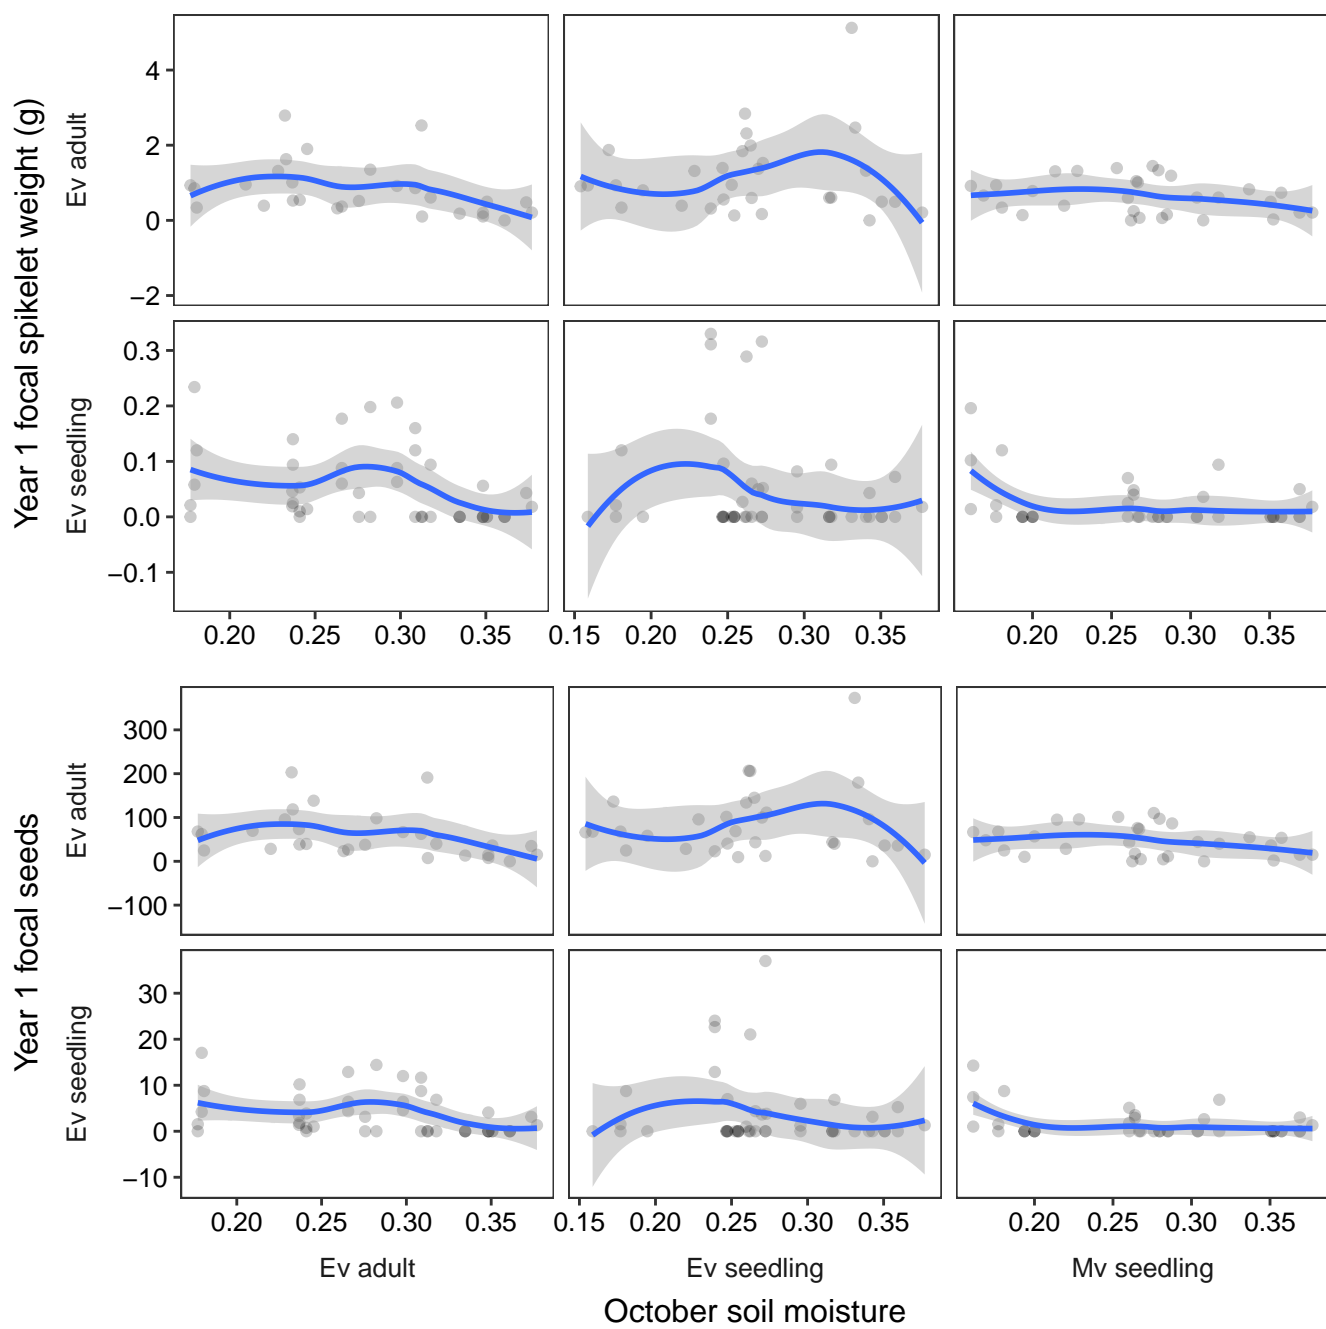 Year 1 focal spikelet weight (g)
Ev adult
4
2
0
−2
Ev seedling
0.3
0.2
0.1
0.0
−0.1
0.20 0.25 0.30 0.35
0.15 0.20 0.25 0.30 0.35
0.20 0.25 0.30 0.35
Year 1 focal seeds
Ev adult
300
200
100
0
−100
Ev seedling
30
20
10
0
−10
0.20 0.25 0.30 0.35
0.15 0.20 0.25 0.30 0.35
0.20 0.25 0.30 0.35
Ev adult
Ev seedling
Mv seedling
October soil moisture